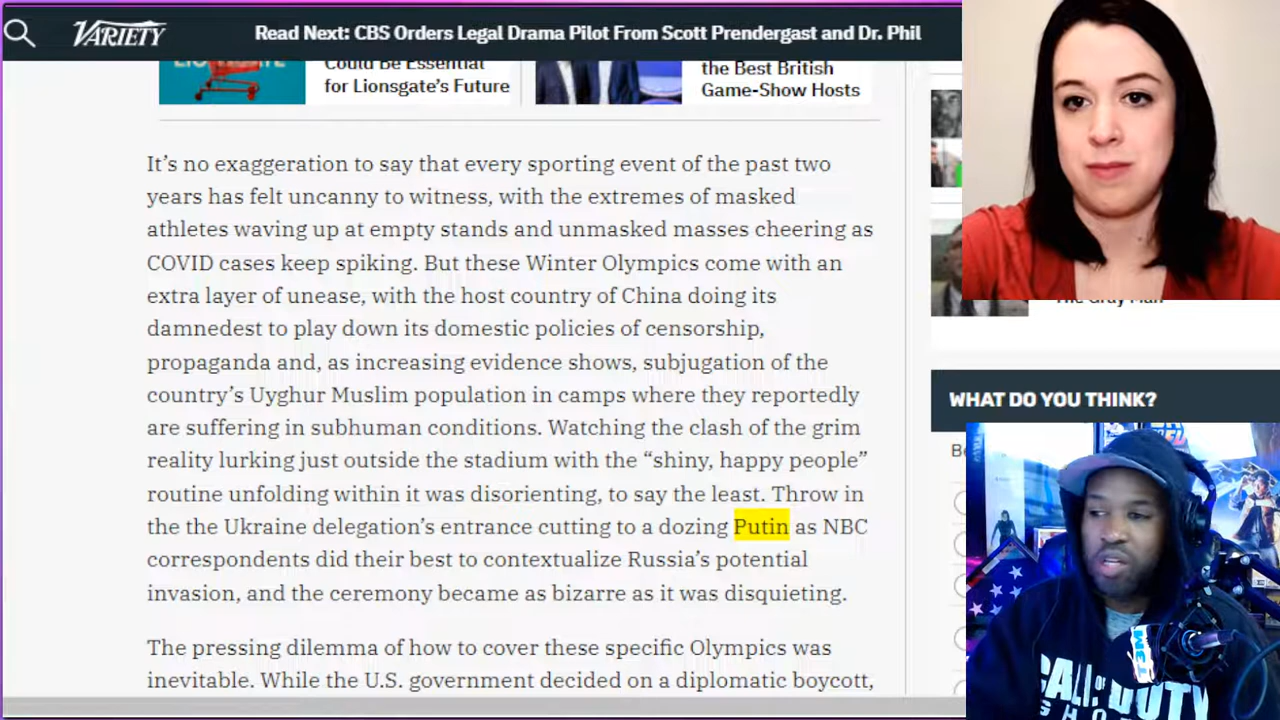 VARIETY
Read Next: CBS Orders Legal Drama Pilot From Scott Prendergast and Dr. Phil
LIONSGATE
Could Be Essential
for Lionsgate's Future
the Best British
Game-Show Hosts
It's no exaggeration to say that every sporting event of the past two
years has felt uncanny to witness, with the extremes of masked
athletes waving up at empty stands and unmasked masses cheering as
COVID cases keep spiking. But these Winter Olympics come with an
extra layer of unease, with the host country of China doing its
damnedest to play down its domestic policies of censorship,
propaganda and, as increasing evidence shows, subjugation of the
country's Uyghur Muslim population in camps where they reportedly
are suffering in subhuman conditions. Watching the clash of the grim
reality lurking just outside the stadium with the “shiny, happy people”
routine unfolding within it was disorienting, to say the least. Throw in
the the Ukraine delegation's entrance cutting to a dozing Putin as NBC
correspondents did their best to contextualize Russia's potential
invasion, and the ceremony became as bizarre as it was disquieting.
The pressing dilemma of how to cover these specific Olympics was
inevitable. While the U.S. government decided on a diplomatic boycott,
The Gray Man
WHAT DO YOU THINK?
Be
T3M
CALL OF DUTY